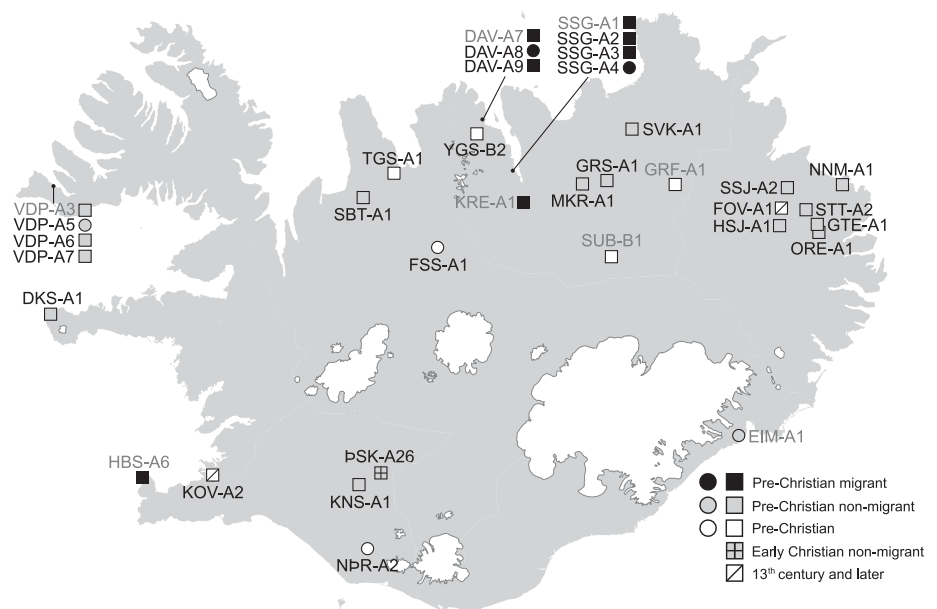 DAV-A7
DAV-A8
DAV-A9
SSG-A1
SSG-A2
SSG-A3
SSG-A4
SVK-A1
YGS-B2
TGS-A1
GRS-A1
GRF-A1
NNM-A1
SSJ-A2
VDP-A3
VDP-A5
VDP-A6
VDP-A7
SBT-A1
KRE-A1
MKR-A1
FOV-A1
STT-A2
HSJ-A1
GTE-A1
ORE-A1
SUB-B1
FSS-A1
DKS-A1
EIM-A1
HBS-A6
ÞSK-A26
KOV-A2
KNS-A1
NÞR-A2
Pre-Christian migrant
Pre-Christian non-migrant
Pre-Christian
Early Christian non-migrant
13th century and later